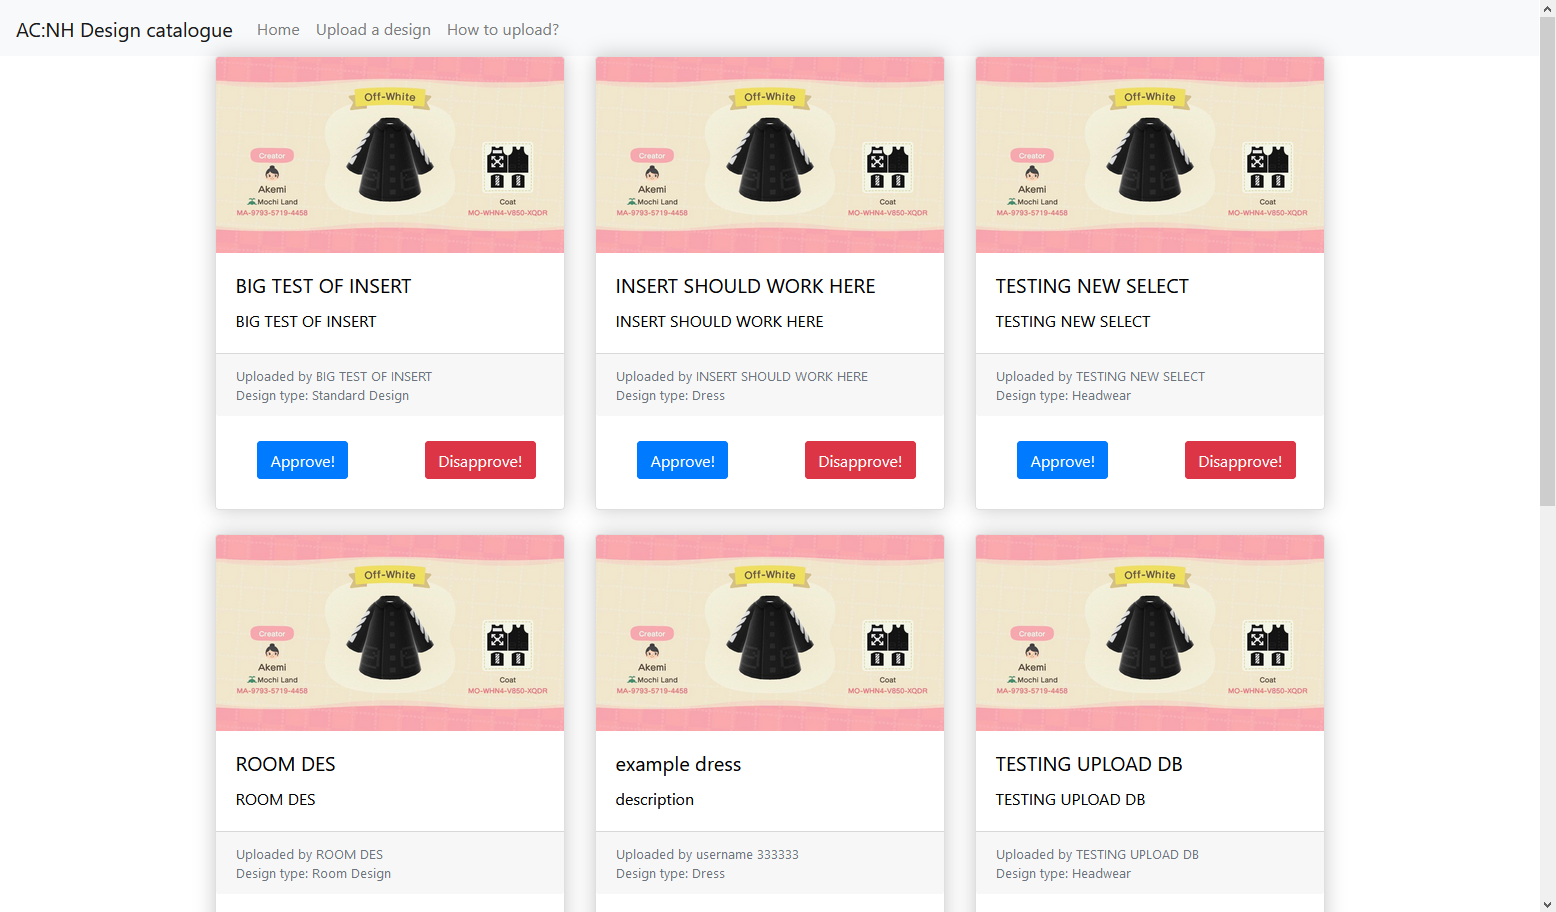 AC:NH Design catalogue Home Upload a design How to upload?
Off-White
Creator
Akemi
Mochi Land
MA-9793-5719-4458
Coat
MO-WHN4-V850-XQDR
BIG TEST OF INSERT
BIG TEST OF INSERT
Uploaded by BIG TEST OF INSERT
Design type: Standard Design
Approve! Disapprove!
Off-White
Creator
Akemi
Mochi Land
MA-9793-5719-4458
Coat
MO-WHN4-V850-XQDR
INSERT SHOULD WORK HERE
INSERT SHOULD WORK HERE
Uploaded by INSERT SHOULD WORK HERE
Design type: Dress
Approve! Disapprove!
Off-White
Creator
Akemi
Mochi Land
MA-9793-5719-4458
Coat
MO-WHN4-V850-XQDR
TESTING NEW SELECT
TESTING NEW SELECT
Uploaded by TESTING NEW SELECT
Design type: Headwear
Approve! Disapprove!
Off-White
Creator
Akemi
Mochi Land
MA-9793-5719-4458
Coat
MO-WHN4-V850-XQDR
ROOM DES
ROOM DES
Uploaded by ROOM DES
Design type: Room Design
Off-White
Creator
Akemi
Mochi Land
MA-9793-5719-4458
Coat
MO-WHN4-V850-XQDR
example dress
description
Uploaded by username 333333
Design type: Dress
Off-White
Creator
Akemi
Mochi Land
MA-9793-5719-4458
Coat
MO-WHN4-V850-XQDR
TESTING UPLOAD DB
TESTING UPLOAD DB
Uploaded by TESTING UPLOAD DB
Design type: Headwear